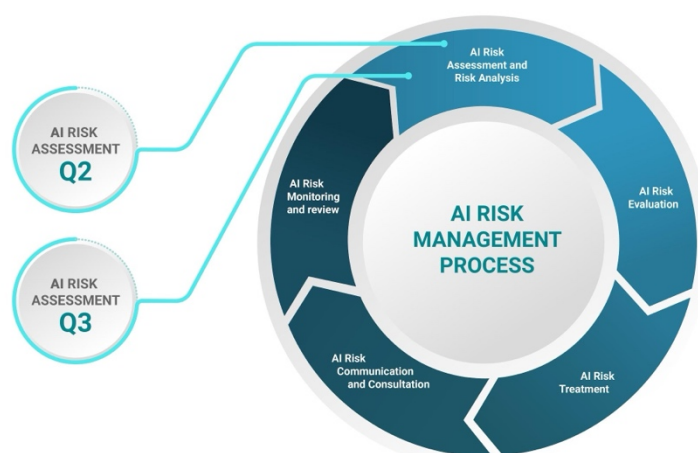 AI Risk
Assessment and
Risk Analysis
AI RISK
ASSESSMENT
Q2
AI Risk
Monitoring
and review
AI Risk
Evaluation
AI RISK
MANAGEMENT
PROCESS
AI RISK
ASSESSMENT
Q3
AI Risk
Communication
and Consultation
AI Risk
Treatment